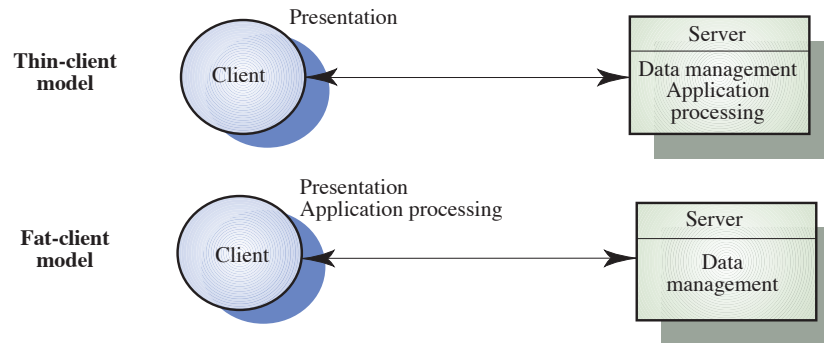 Presentation
Thin-client
model
Client
Server
Data management
Application
processing
Presentation
Application processing
Fat-client
model
Client
Server
Data
management